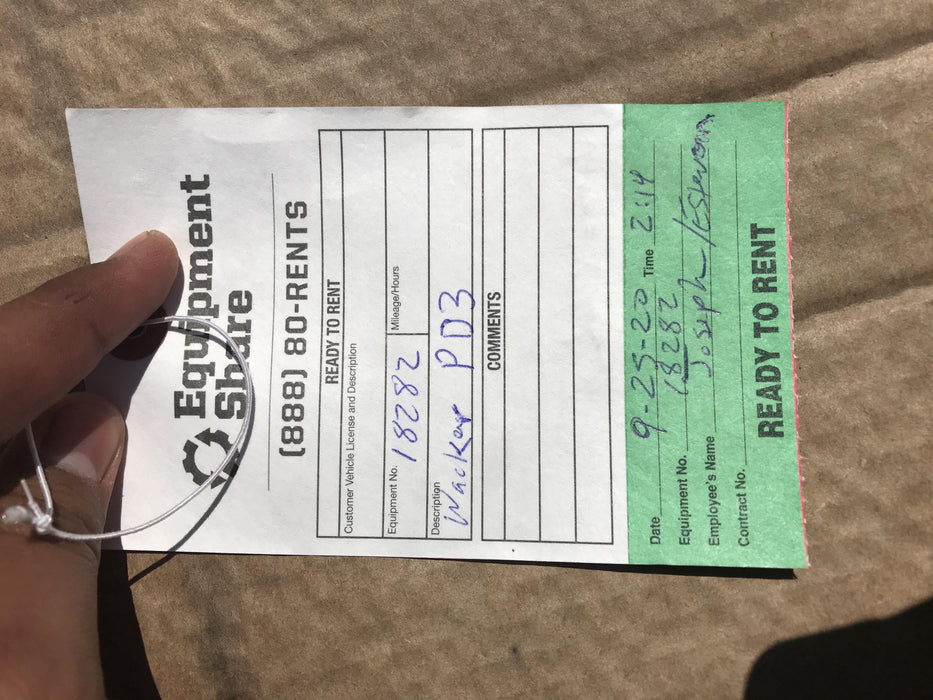 Equipment
Share
(888) 80-RENTS
READY TO RENT
Customer Vehicle License and Description
Equipment No. 18282 Mileage/Hours
Description
Wacker PD3
COMMENTS
Date 9-25-20 Time 2:14
Equipment No. 18282
Employee's Name Joseph / Estevan
Contract No.
READY TO RENT